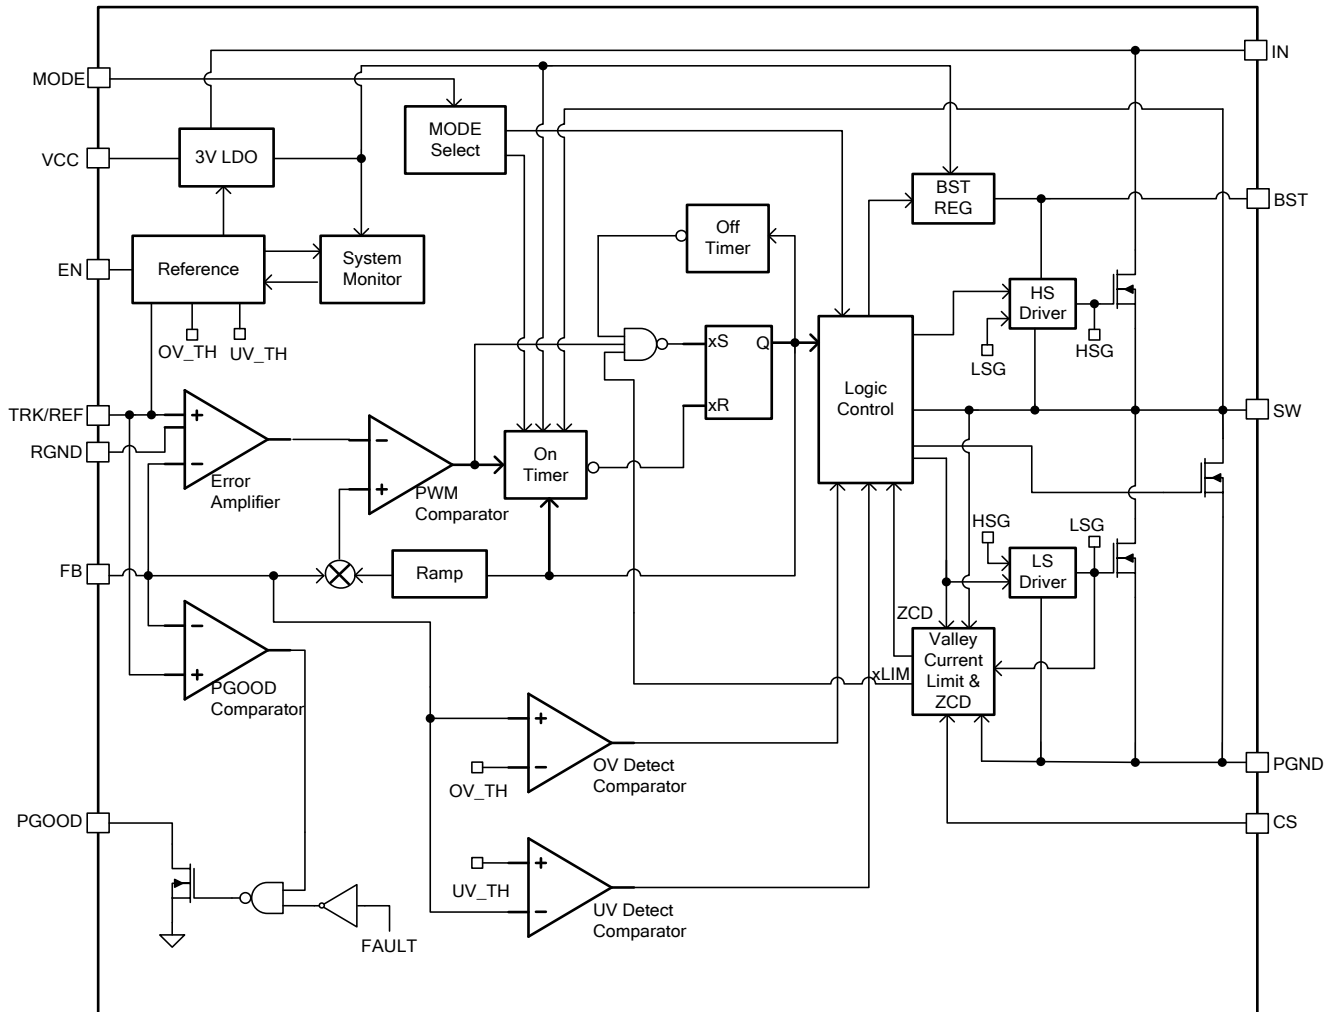 IN
MODE
MODE
Select
VCC
3V LDO
BST
REG
BST
Off
Timer
EN
Reference
System
Monitor
HS
Driver
OV_TH
UV_TH
LSG
HSG
xS
Q
xR
Logic
Control
TRK/REF
+
−
SW
RGND
Error
Amplifier
−
+
PWM
Comparator
On
Timer
HSG
LSG
LS
Driver
FB
Ramp
ZCD
Valley
Current
Limit &
ZCD
xLIM
−
+
PGOOD
Comparator
+
−
OV_TH
OV Detect
Comparator
PGND
PGOOD
CS
+
−
UV_TH
UV Detect
Comparator
FAULT